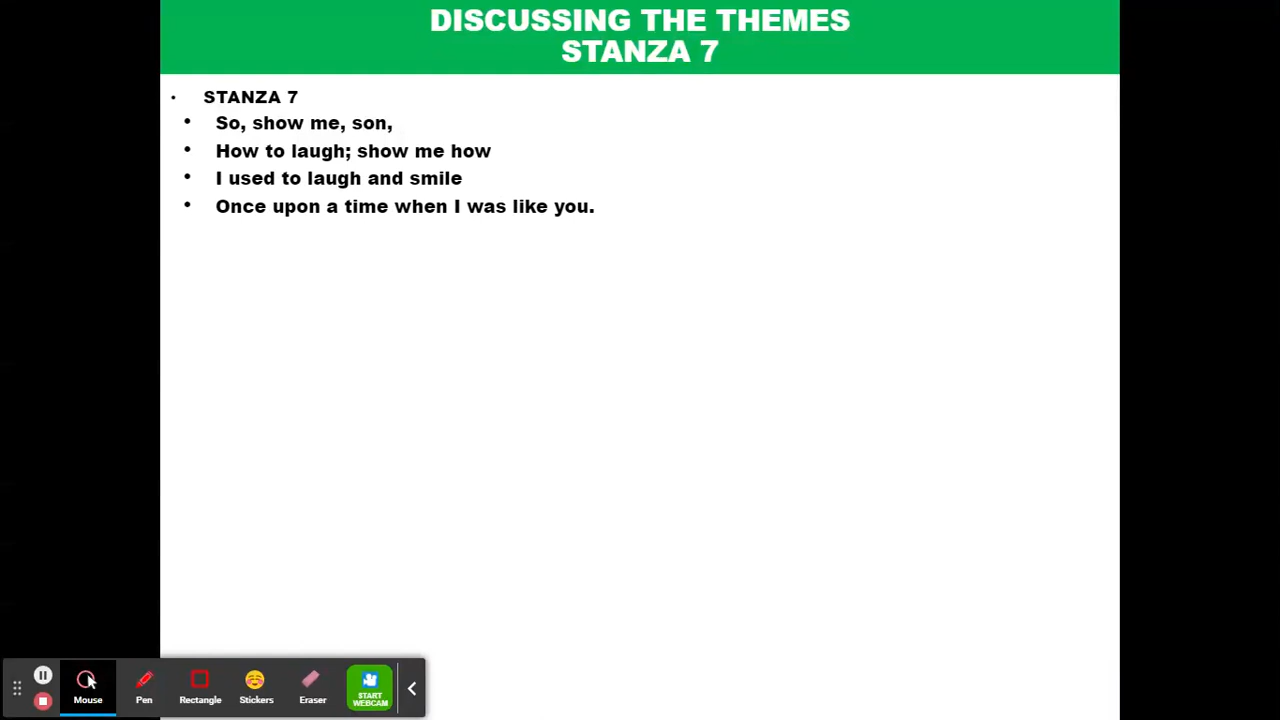 DISCUSSING THE THEMES
STANZA 7
• STANZA 7
• So, show me, son,
• How to laugh; show me how
• I used to laugh and smile
• Once upon a time when I was like you.
Mouse
Pen
Rectangle
Stickers
Eraser
START
WEBCAM